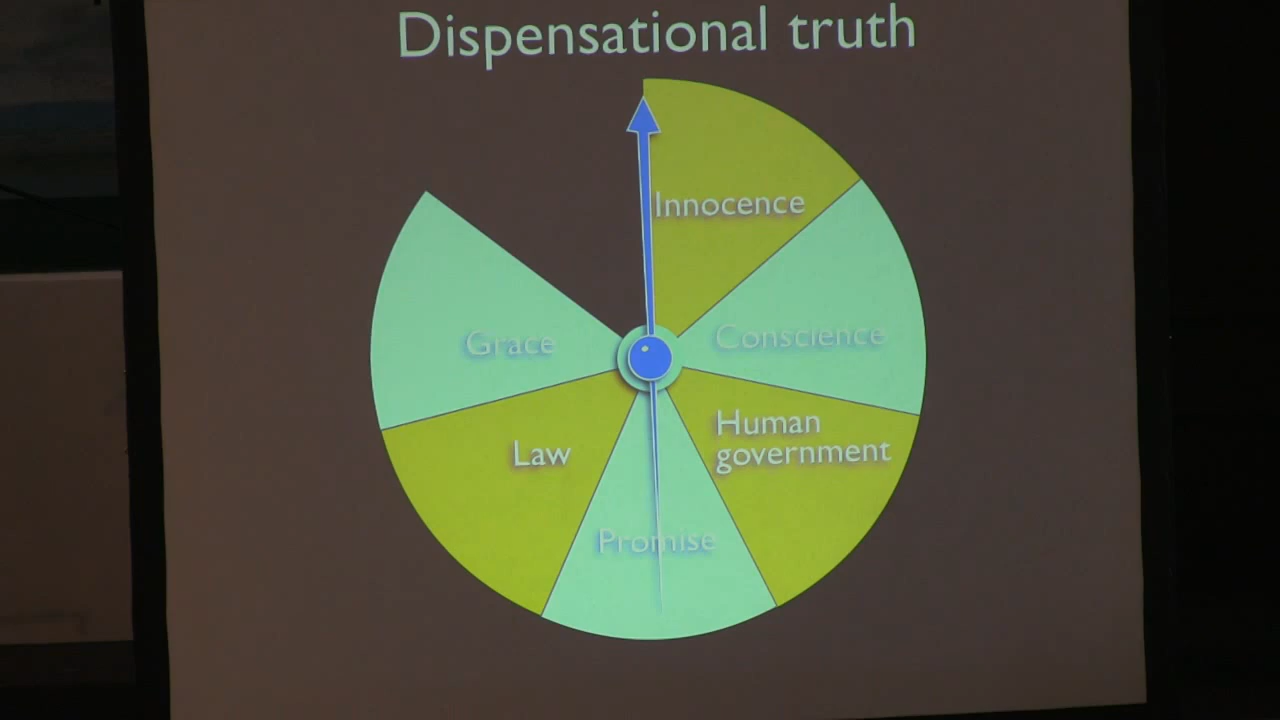 Dispensational truth
Innocence
Conscience
Human
government
Promise
Law
Grace